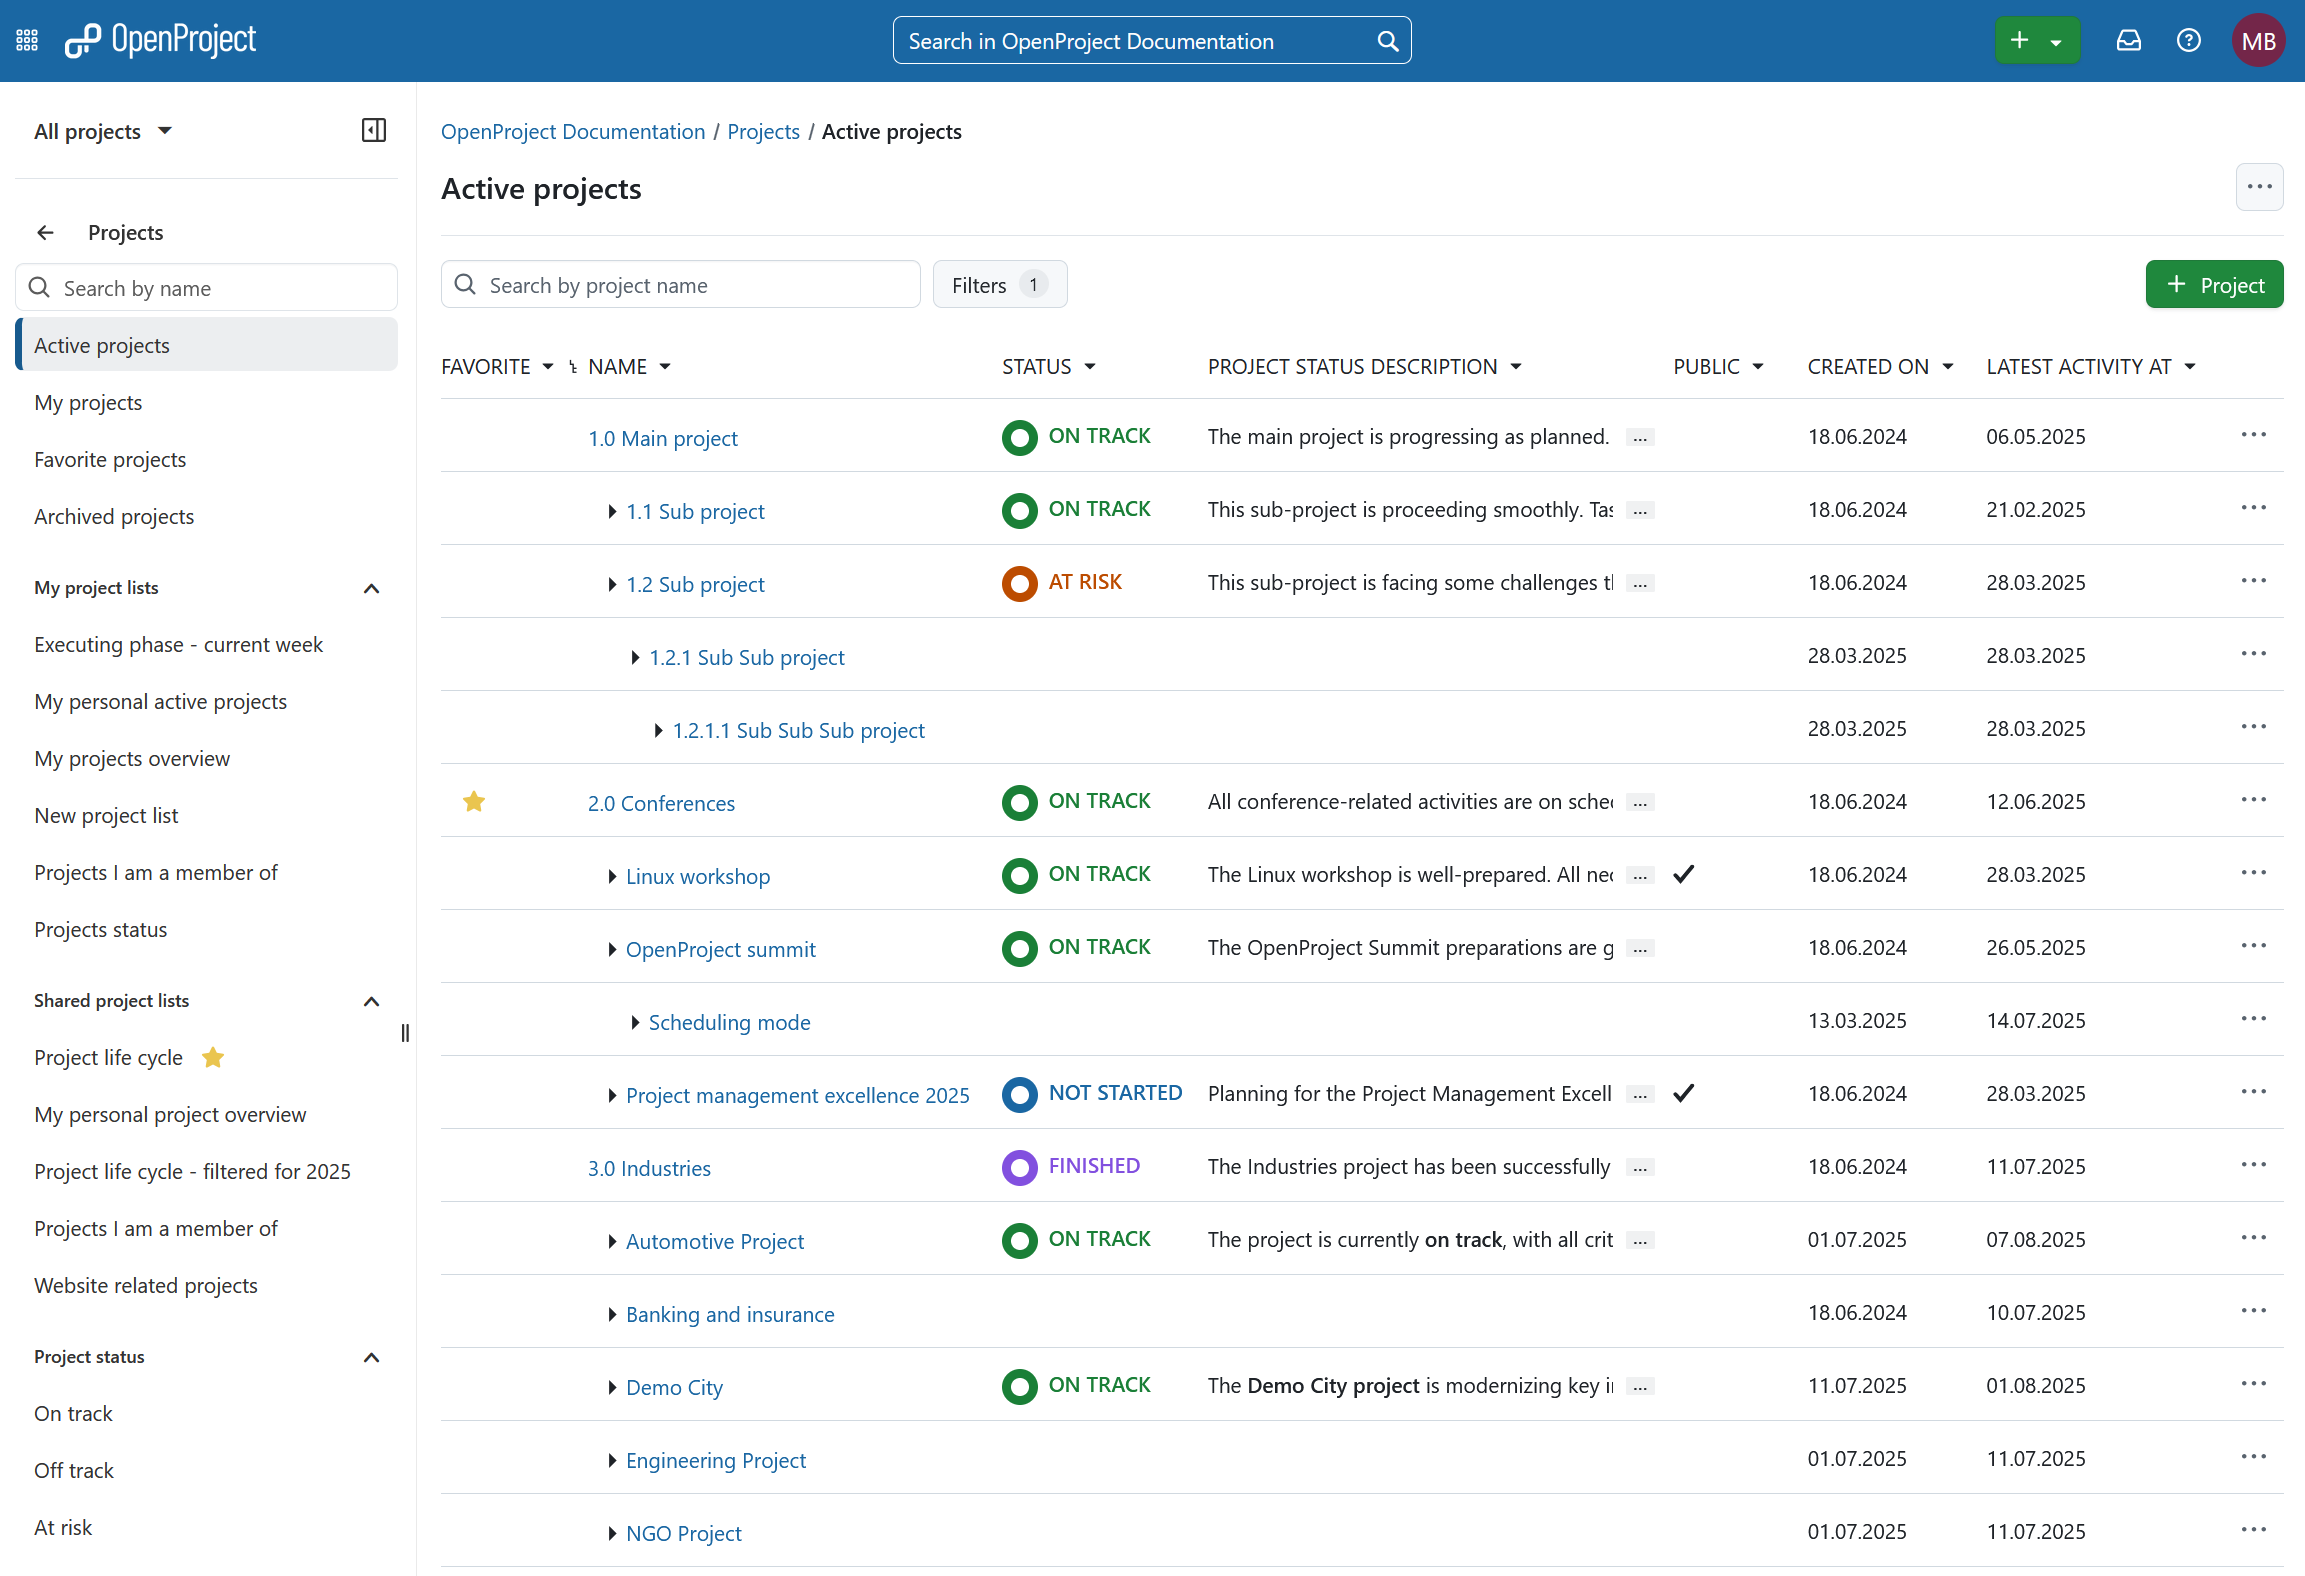 OpenProject
Search in OpenProject Documentation
+
MB
All projects
Projects
Search by name
Active projects
My projects
Favorite projects
Archived projects
My project lists
Executing phase - current week
My personal active projects
My projects overview
New project list
Projects I am a member of
Projects status
Shared project lists
Project life cycle
My personal project overview
Project life cycle - filtered for 2025
Projects I am a member of
Website related projects
Project status
On track
Off track
At risk
OpenProject Documentation / Projects / Active projects
Active projects
...
Search by project name
Filters 1
+ Project
FAVORITE NAME STATUS PROJECT STATUS DESCRIPTION PUBLIC CREATED ON LATEST ACTIVITY AT
1.0 Main project ON TRACK The main project is progressing as planned. ... 18.06.2024 06.05.2025 ...
1.1 Sub project ON TRACK This sub-project is proceeding smoothly. Tas ... 18.06.2024 21.02.2025 ...
1.2 Sub project AT RISK This sub-project is facing some challenges tl ... 18.06.2024 28.03.2025 ...
1.2.1 Sub Sub project 28.03.2025 28.03.2025 ...
1.2.1.1 Sub Sub Sub project 28.03.2025 28.03.2025 ...
2.0 Conferences ON TRACK All conference-related activities are on sche ... 18.06.2024 12.06.2025 ...
Linux workshop ON TRACK The Linux workshop is well-prepared. All nec ... ✓ 18.06.2024 28.03.2025 ...
OpenProject summit ON TRACK The OpenProject Summit preparations are g ... 18.06.2024 26.05.2025 ...
Scheduling mode 13.03.2025 14.07.2025 ...
Project management excellence 2025 NOT STARTED Planning for the Project Management Excell ... ✓ 18.06.2024 28.03.2025 ...
3.0 Industries FINISHED The Industries project has been successfully ... 18.06.2024 11.07.2025 ...
Automotive Project ON TRACK The project is currently on track, with all crit ... 01.07.2025 07.08.2025 ...
Banking and insurance 18.06.2024 10.07.2025 ...
Demo City ON TRACK The Demo City project is modernizing key i ... 11.07.2025 01.08.2025 ...
Engineering Project 01.07.2025 11.07.2025 ...
NGO Project 01.07.2025 11.07.2025 ...